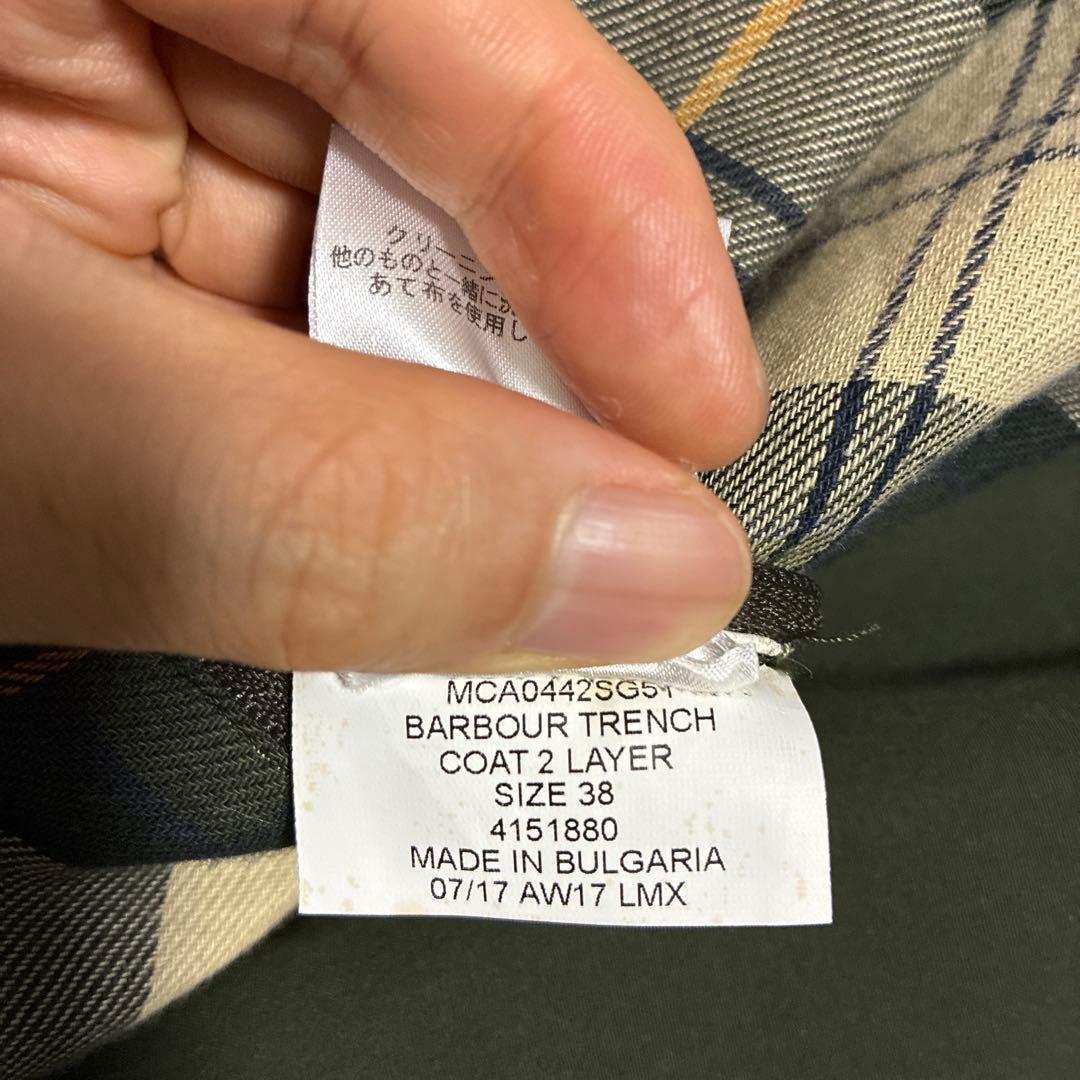 クリーニン
他のものと一緒に
あて布を使用し
MCA0442SG51
BARBOUR TRENCH
COAT 2 LAYER
SIZE 38
4151880
MADE IN BULGARIA
07/17 AW17 LMX